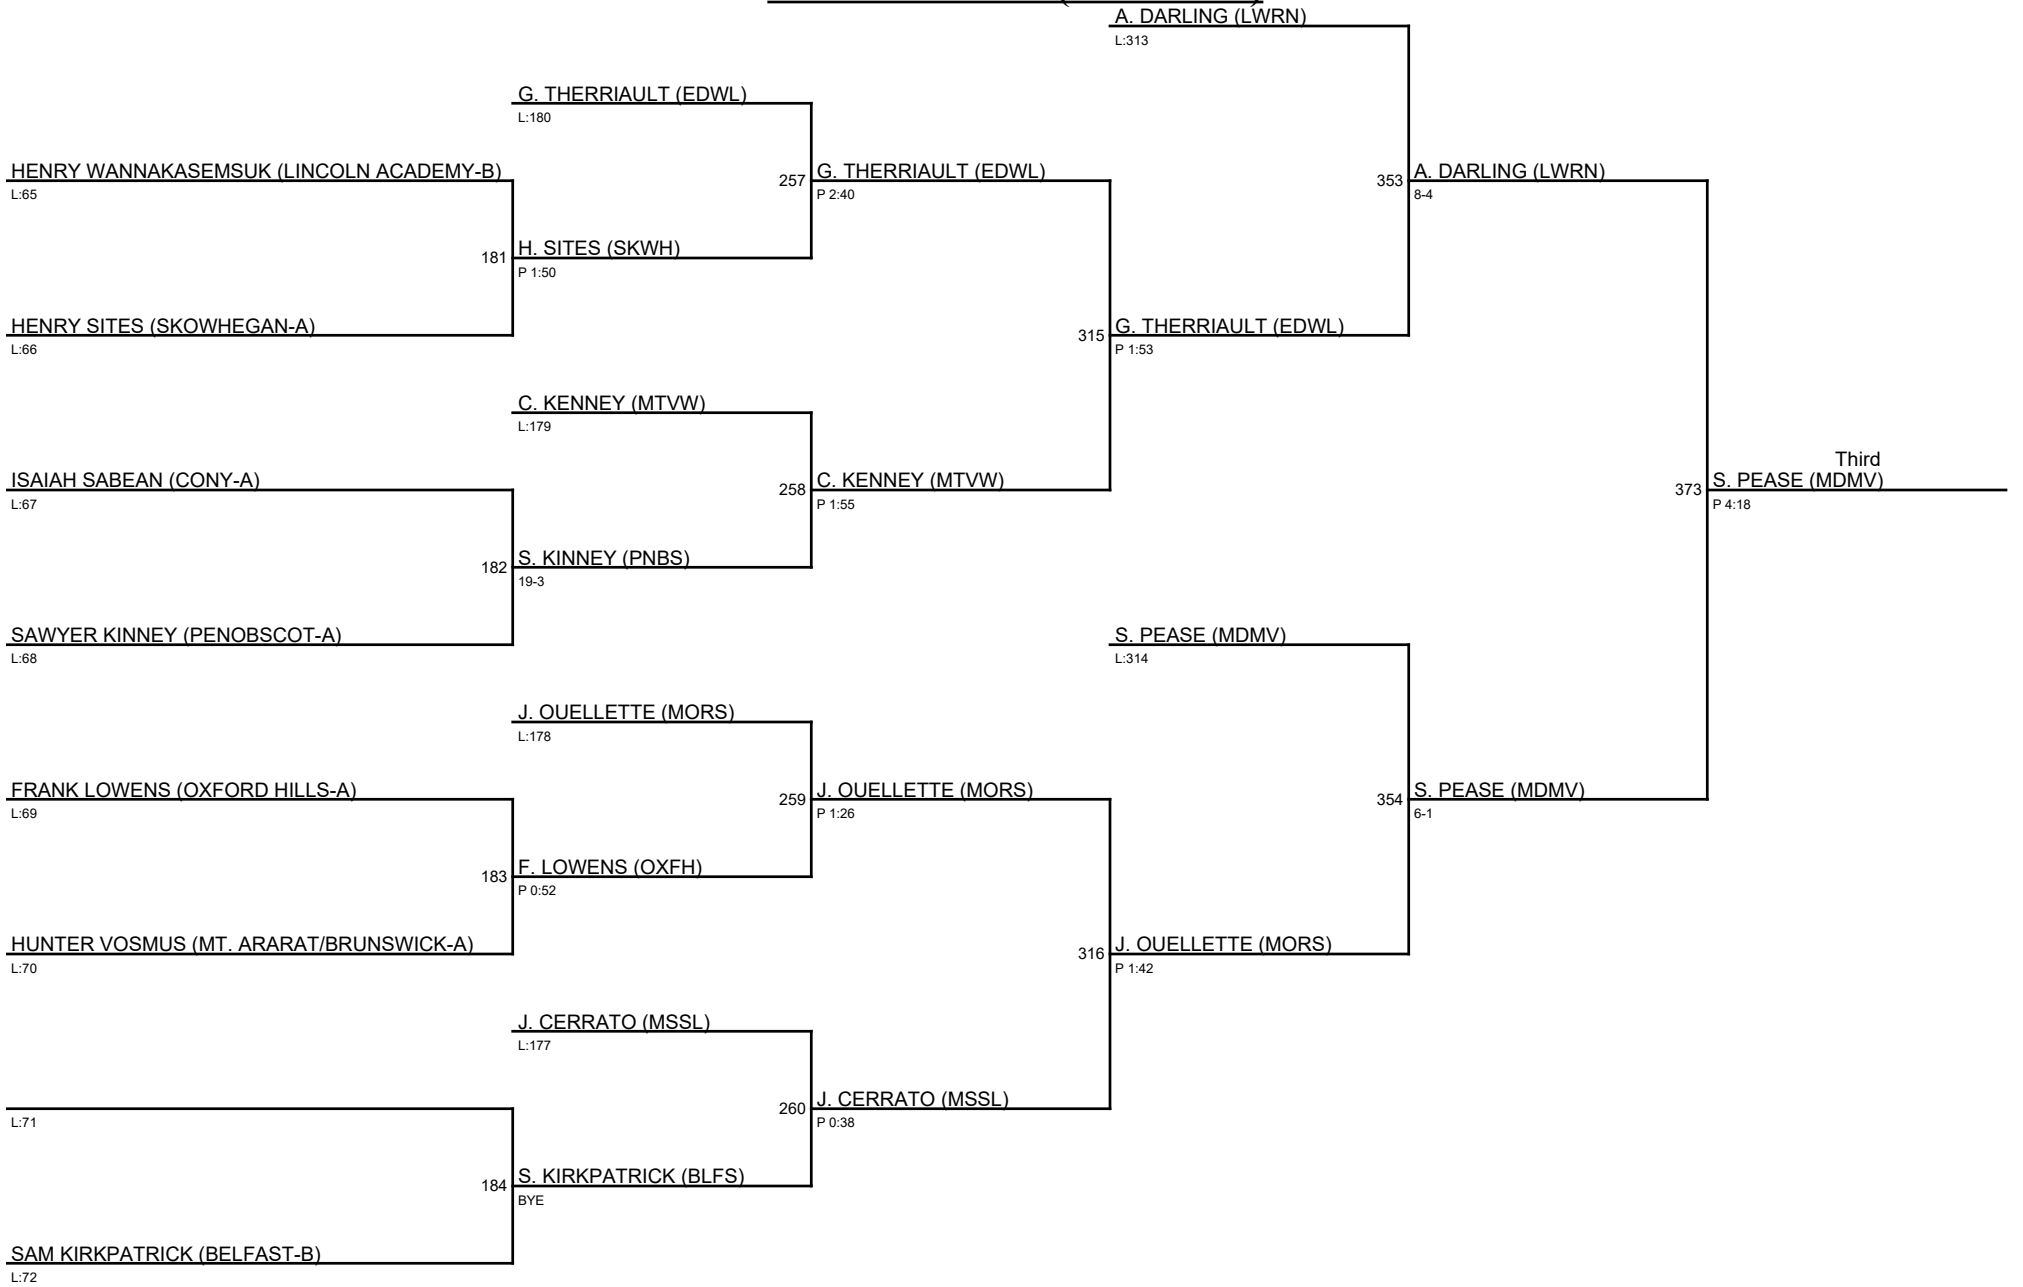 A. DARLING (LWRN)
L:313
G. THERRIAULT (EDWL)
L:180
HENRY WANNAKASEMSUK (LINCOLN ACADEMY-B)
L:65
257
G. THERRIAULT (EDWL)
P 2:40
353
A. DARLING (LWRN)
8-4
181
H. SITES (SKWH)
P 1:50
HENRY SITES (SKOWHEGAN-A)
L:66
315
G. THERRIAULT (EDWL)
P 1:53
C. KENNEY (MTVW)
L:179
ISAIAH SABEAN (CONY-A)
L:67
258
C. KENNEY (MTVW)
P 1:55
Third
373
S. PEASE (MDMV)
P 4:18
182
S. KINNEY (PNBS)
19-3
SAWYER KINNEY (PENOBSCOT-A)
L:68
S. PEASE (MDMV)
L:314
J. OUELLETTE (MORS)
L:178
FRANK LOWENS (OXFORD HILLS-A)
L:69
259
J. OUELLETTE (MORS)
P 1:26
354
S. PEASE (MDMV)
6-1
183
F. LOWENS (OXFH)
P 0:52
HUNTER VOSMUS (MT. ARARAT/BRUNSWICK-A)
L:70
316
J. OUELLETTE (MORS)
P 1:42
J. CERRATO (MSSL)
L:177
L:71
260
J. CERRATO (MSSL)
P 0:38
184
S. KIRKPATRICK (BLFS)
BYE
SAM KIRKPATRICK (BELFAST-B)
L:72